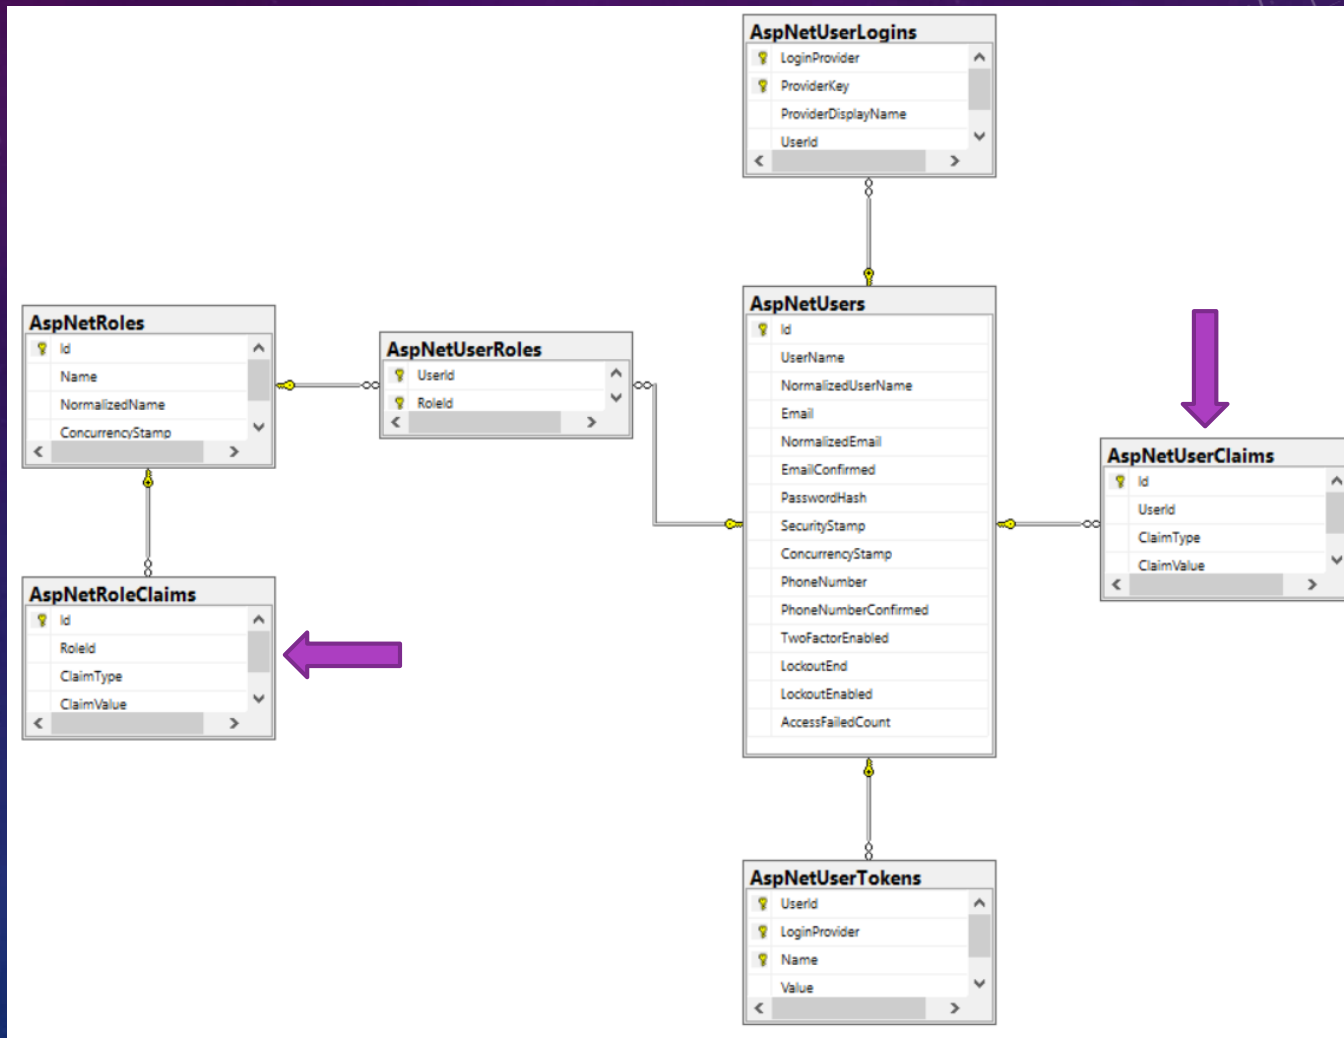 AspNetUserLogins
LoginProvider
ProviderKey
ProviderDisplayName
UserId
AspNetRoles
Id
Name
NormalizedName
ConcurrencyStamp
AspNetUserRoles
UserId
RoleId
AspNetUsers
Id
UserName
NormalizedUserName
Email
NormalizedEmail
EmailConfirmed
PasswordHash
SecurityStamp
ConcurrencyStamp
PhoneNumber
PhoneNumberConfirmed
TwoFactorEnabled
LockoutEnd
LockoutEnabled
AccessFailedCount
AspNetUserClaims
Id
UserId
ClaimType
ClaimValue
AspNetRoleClaims
Id
RoleId
ClaimType
ClaimValue
AspNetUserTokens
UserId
LoginProvider
Name
Value